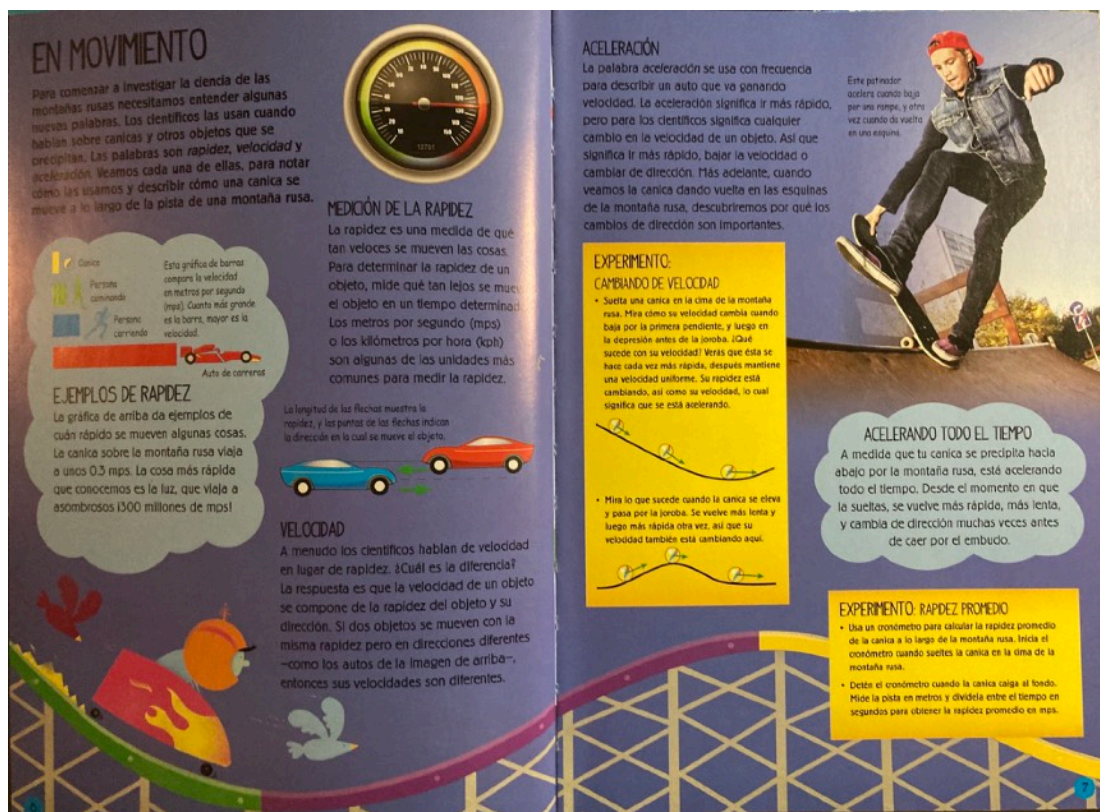 EN MOVIMIENTO
Para comenzar a investigar la ciencia de las
montañas rusas necesitamos entender algunas
nuevas palabras. Los científicos las usan cuando
hablan sobre canicas y otros objetos que se
precipitan. Las palabras son rapidez, velocidad y
aceleración. Veamos cada una de ellas, para notar
cómo las usamos y describir cómo una canica se
mueve a lo largo de la pista de una montaña rusa.
Canica
Persona
caminando
Persona
corriendo
Esta gráfica de barras
compara la velocidad
en metros por segundo
(mps). Cuanto más grande
es la barra, mayor es la
velocidad.
Auto de carreras
EJEMPLOS DE RAPIDEZ
La gráfica de arriba da ejemplos de
cuán rápido se mueven algunas cosas.
La canica sobre la montaña rusa viaja
a unos 0.3 mps. La cosa más rápida
que conocemos es la luz, que viaja a
asombrosos ¡300 millones de mps!
MEDICIÓN DE LA RAPIDEZ
La rapidez es una medida de qué
tan veloces se mueven las cosas.
Para determinar la rapidez de un
objeto, mide qué tan lejos se mueve
el objeto en un tiempo determinad
Los metros por segundo (mps)
o los kilómetros por hora (kph)
son algunas de las unidades más
comunes para medir la rapidez.
La longitud de las flechas muestra la
rapidez, y las puntas de las flechas indican
la dirección en la cual se mueve el objeto.
VELOCIDAD
A menudo los científicos hablan de velocidad
en lugar de rapidez. ¿Cuál es la diferencia?
La respuesta es que la velocidad de un objeto
se compone de la rapidez del objeto y su
dirección. Si dos objetos se mueven con la
misma rapidez pero en direcciones diferentes
–como los autos de la imagen de arriba–,
entonces sus velocidades son diferentes.
6
ACELERACIÓN
La palabra aceleración se usa con frecuencia
para describir un auto que va ganando
velocidad. La aceleración significa ir más rápido,
pero para los científicos significa cualquier
cambio en la velocidad de un objeto. Así que
significa ir más rápido, bajar la velocidad o
cambiar de dirección. Más adelante, cuando
veamos la canica dando vuelta en las esquinas
de la montaña rusa, descubriremos por qué los
cambios de dirección son importantes.
Este patinador
acelera cuando baja
por una rampa, y otra
vez cuando da vuelta
en una esquina.
EXPERIMENTO:
CAMBIANDO DE VELOCIDAD
• Suelta una canica en la cima de la montaña
rusa. Mira cómo su velocidad cambia cuando
baja por la primera pendiente, y luego en
la depresión antes de la joroba. ¿Qué
sucede con su velocidad? Verás que ésta se
hace cada vez más rápida, después mantiene
una velocidad uniforme. Su rapidez está
cambiando, así como su velocidad, lo cual
significa que se está acelerando.
• Mira lo que sucede cuando la canica se eleva
y pasa por la joroba. Se vuelve más lenta y
luego más rápida otra vez, así que su
velocidad también está cambiando aquí.
ACELERANDO TODO EL TIEMPO
A medida que tu canica se precipita hacia
abajo por la montaña rusa, está acelerando
todo el tiempo. Desde el momento en que
la sueltas, se vuelve más rápida, más lenta,
y cambia de dirección muchas veces antes
de caer por el embudo.
EXPERIMENTO: RAPIDEZ PROMEDIO
• Usa un cronómetro para calcular la rapidez promedio
de la canica a lo largo de la montaña rusa. Inicia el
cronómetro cuando sueltes la canica en la cima de la
montaña rusa.
• Detén el cronómetro cuando la canica caiga al fondo.
Mide la pista en metros y divídela entre el tiempo en
segundos para obtener la rapidez promedio en mps.
7